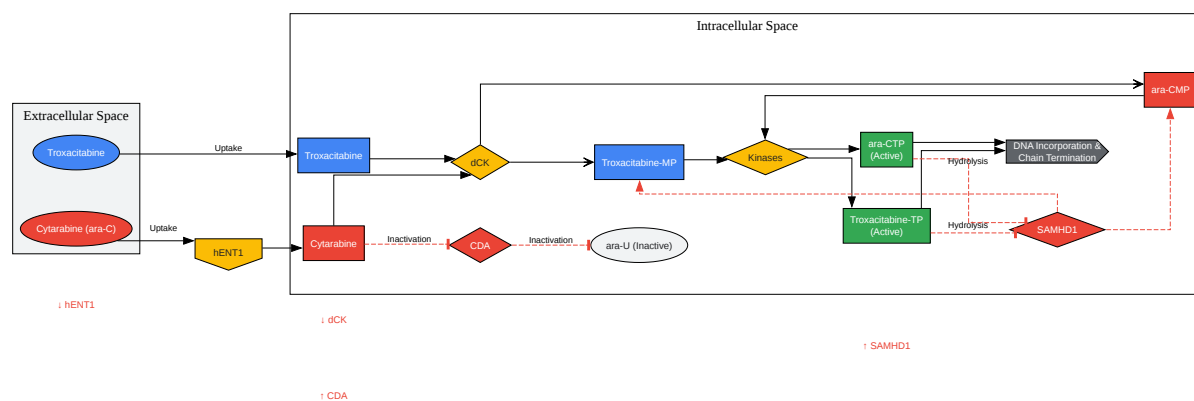 Intracellular Space
Extracellular Space
Troxacitabine
Uptake
Troxacitabine
dCK
Troxacitabine-MP
Kinases
ara-CTP
(Active)
DNA Incorporation &
Chain Termination
ara-CMP
Hydrolysis
Cytarabine (ara-C)
Uptake
hENT1
Cytarabine
Inactivation
CDA
Inactivation
ara-U (Inactive)
Troxacitabine-TP
(Active)
Hydrolysis
SAMHD1
↓ hENT1
↓ dCK
↑ SAMHD1
↑ CDA